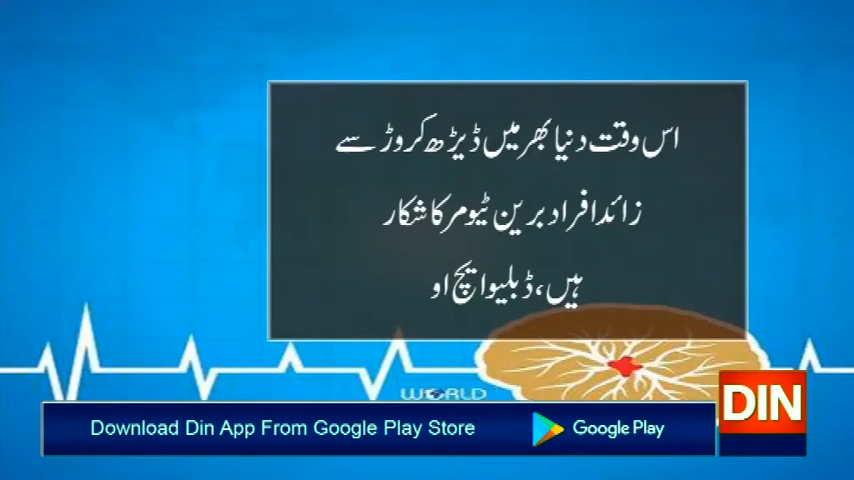 اس وقت دنیا بھر میں ڈیڑھ کروڑ سے
زائد افراد برین ٹیومر کا شکار
ہیں، ڈبلیو ایچ او
WORLD
Download Din App From Google Play Store
Google Play
DIN